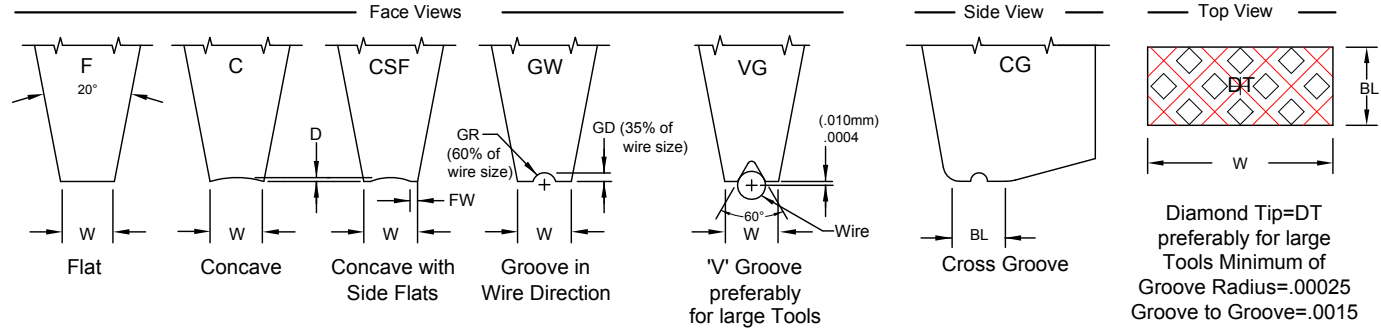 Face Views
Side View
Top View
F
20°
C
CSF
GW
VG
CG
DT
D
GR
(60% of
wire size)
GD (35% of
wire size)
(.010mm)
.0004
BL
FW
60°
Wire
W
W
W
W
W
BL
W
Flat
Concave
Concave with
Side Flats
Groove in
Wire Direction
'V' Groove
preferably
for large Tools
Cross Groove
Diamond Tip=DT
preferably for large
Tools Minimum of
Groove Radius=.00025
Groove to Groove=.0015